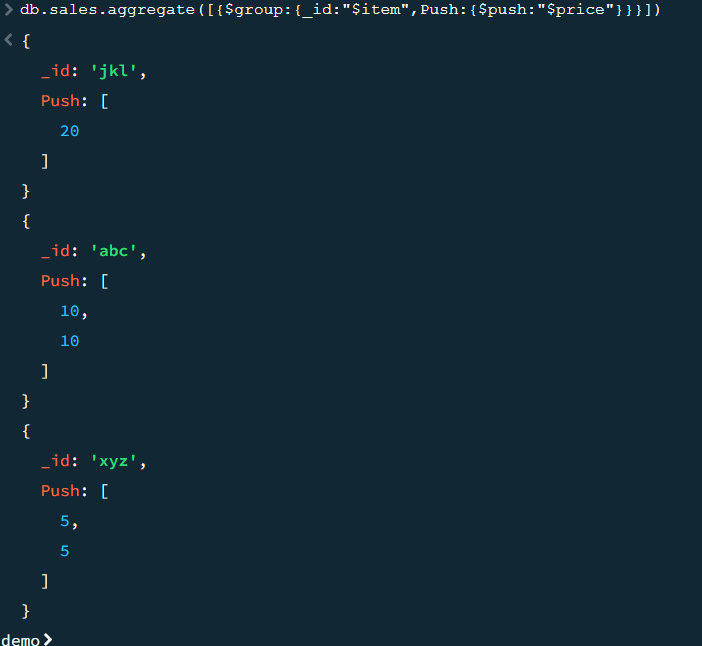 > db.sales.aggregate([{$group:{_id:"$item",Push:{$push:"$price"}}}])
< {
_id: 'jkl',
Push: [
20
]
}
{
_id: 'abc',
Push: [
10,
10
]
}
{
_id: 'xyz',
Push: [
5,
5
]
}
demo>